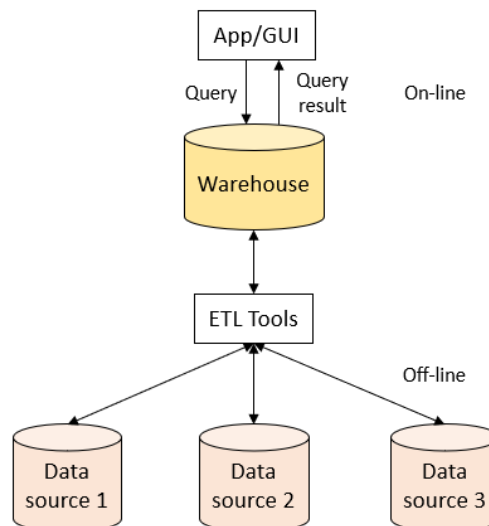 App/GUI
Query
Query
result
On-line
Warehouse
ETL Tools
Off-line
Data
source 1
Data
source 2
Data
source 3